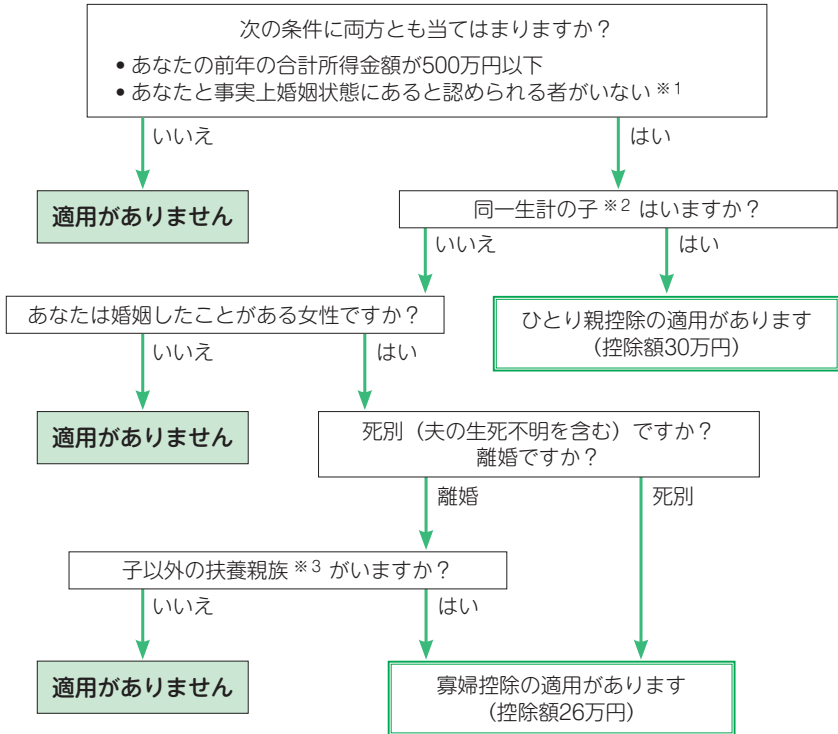 次の条件に両方とも当てはまりますか？
• あなたの前年の合計所得金額が500万円以下
• あなたと事実上婚姻状態にあると認められる者がいない※1
いいえ
はい
適用がありません
同一生計の子※2 はいますか？
いいえ
はい
あなたは婚姻したことがある女性ですか？
ひとり親控除の適用があります
（控除額30万円）
いいえ
はい
適用がありません
死別（夫の生死不明を含む）ですか？
離婚ですか？
離婚
死別
子以外の扶養親族※3 がいますか？
いいえ
はい
適用がありません
寡婦控除の適用があります
（控除額26万円）